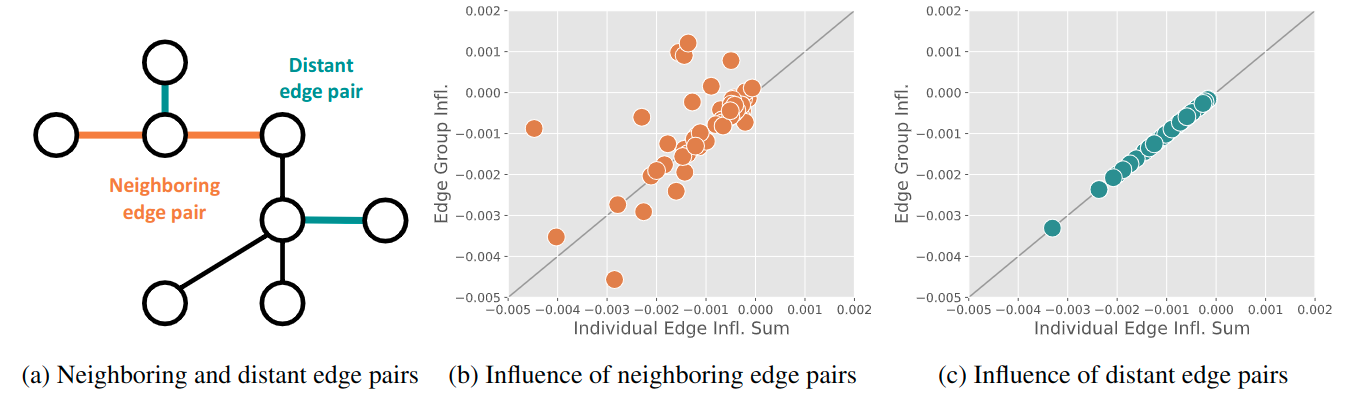 Distant
edge pair
Neighboring
edge pair
(a) Neighboring and distant edge pairs
0.002
0.001
0.000
−0.001
−0.002
−0.003
−0.004
−0.005
Edge Group Infl.
−0.005 −0.004 −0.003 −0.002 −0.001 0.000 0.001 0.002
Individual Edge Infl. Sum
(b) Influence of neighboring edge pairs
0.002
0.001
0.000
−0.001
−0.002
−0.003
−0.004
−0.005
Edge Group Infl.
−0.005 −0.004 −0.003 −0.002 −0.001 0.000 0.001 0.002
Individual Edge Infl. Sum
(c) Influence of distant edge pairs